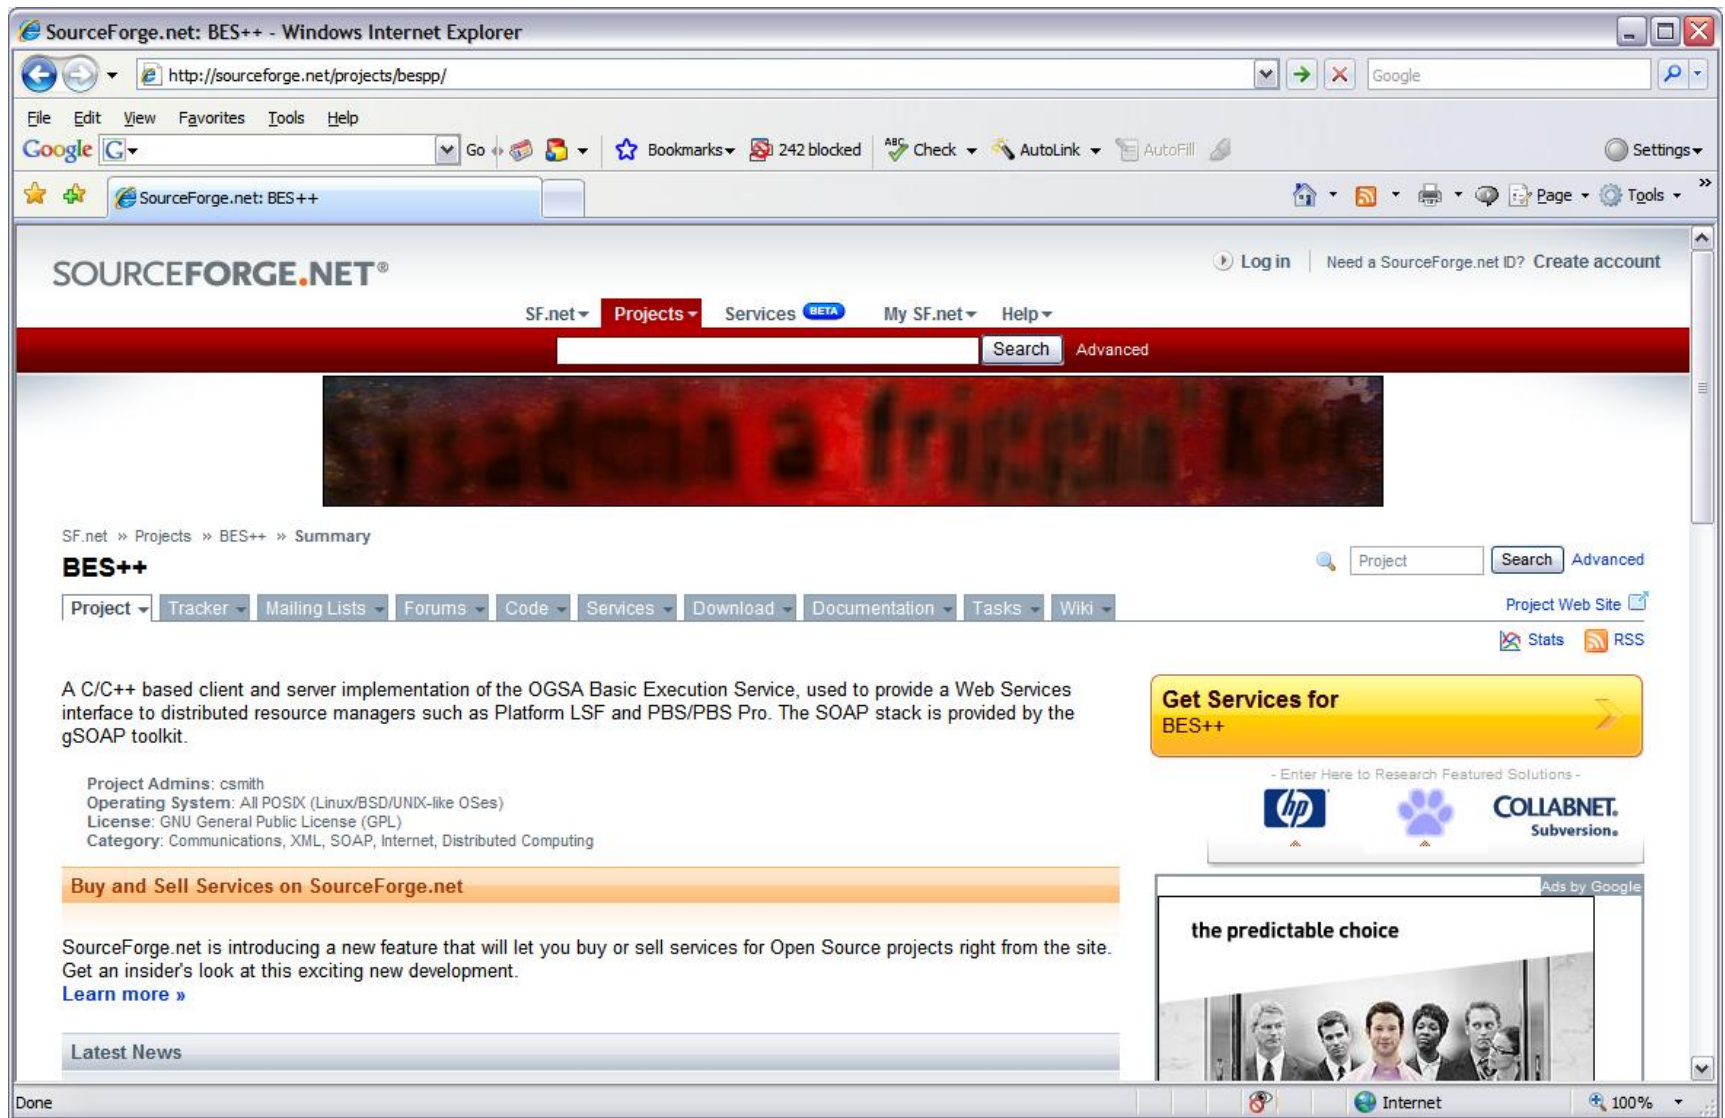 SourceForge.net: BES++ - Windows Internet Explorer
http://sourceforge.net/projects/bespp/
Google
File Edit View Favorites Tools Help
Google G Go Bookmarks 242 blocked ABC Check AutoLink AutoFill Settings
SourceForge.net: BES++
Page Tools »
SOURCEFORGE.NET®
Log in Need a SourceForge.net ID? Create account
SF.net Projects Services BETA My SF.net Help
Search Advanced
Sysadmin a friggin'
SF.net » Projects » BES++ » Summary
BES++
Project Search Advanced
Project Tracker Mailing Lists Forums Code Services Download Documentation Tasks Wiki
Project Web Site
Stats RSS
A C/C++ based client and server implementation of the OGSA Basic Execution Service, used to provide a Web Services
interface to distributed resource managers such as Platform LSF and PBS/PBS Pro. The SOAP stack is provided by the
gSOAP toolkit.
Project Admins: csmith
Operating System: All POSIX (Linux/BSD/UNIX-like OSes)
License: GNU General Public License (GPL)
Category: Communications, XML, SOAP, Internet, Distributed Computing
Get Services for
BES++
- Enter Here to Research Featured Solutions -
hp
COLLABNET.
Subversion.
Buy and Sell Services on SourceForge.net
SourceForge.net is introducing a new feature that will let you buy or sell services for Open Source projects right from the site.
Get an insider's look at this exciting new development.
Learn more »
Ads by Google
the predictable choice
Latest News
Done Internet 100%